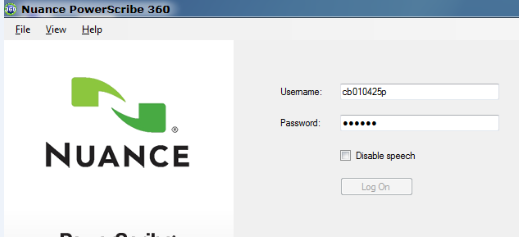 Nuance PowerScribe 360
File View Help
Username: cb010425p
Password: ••••••
NUANCE
Disable speech
Log On